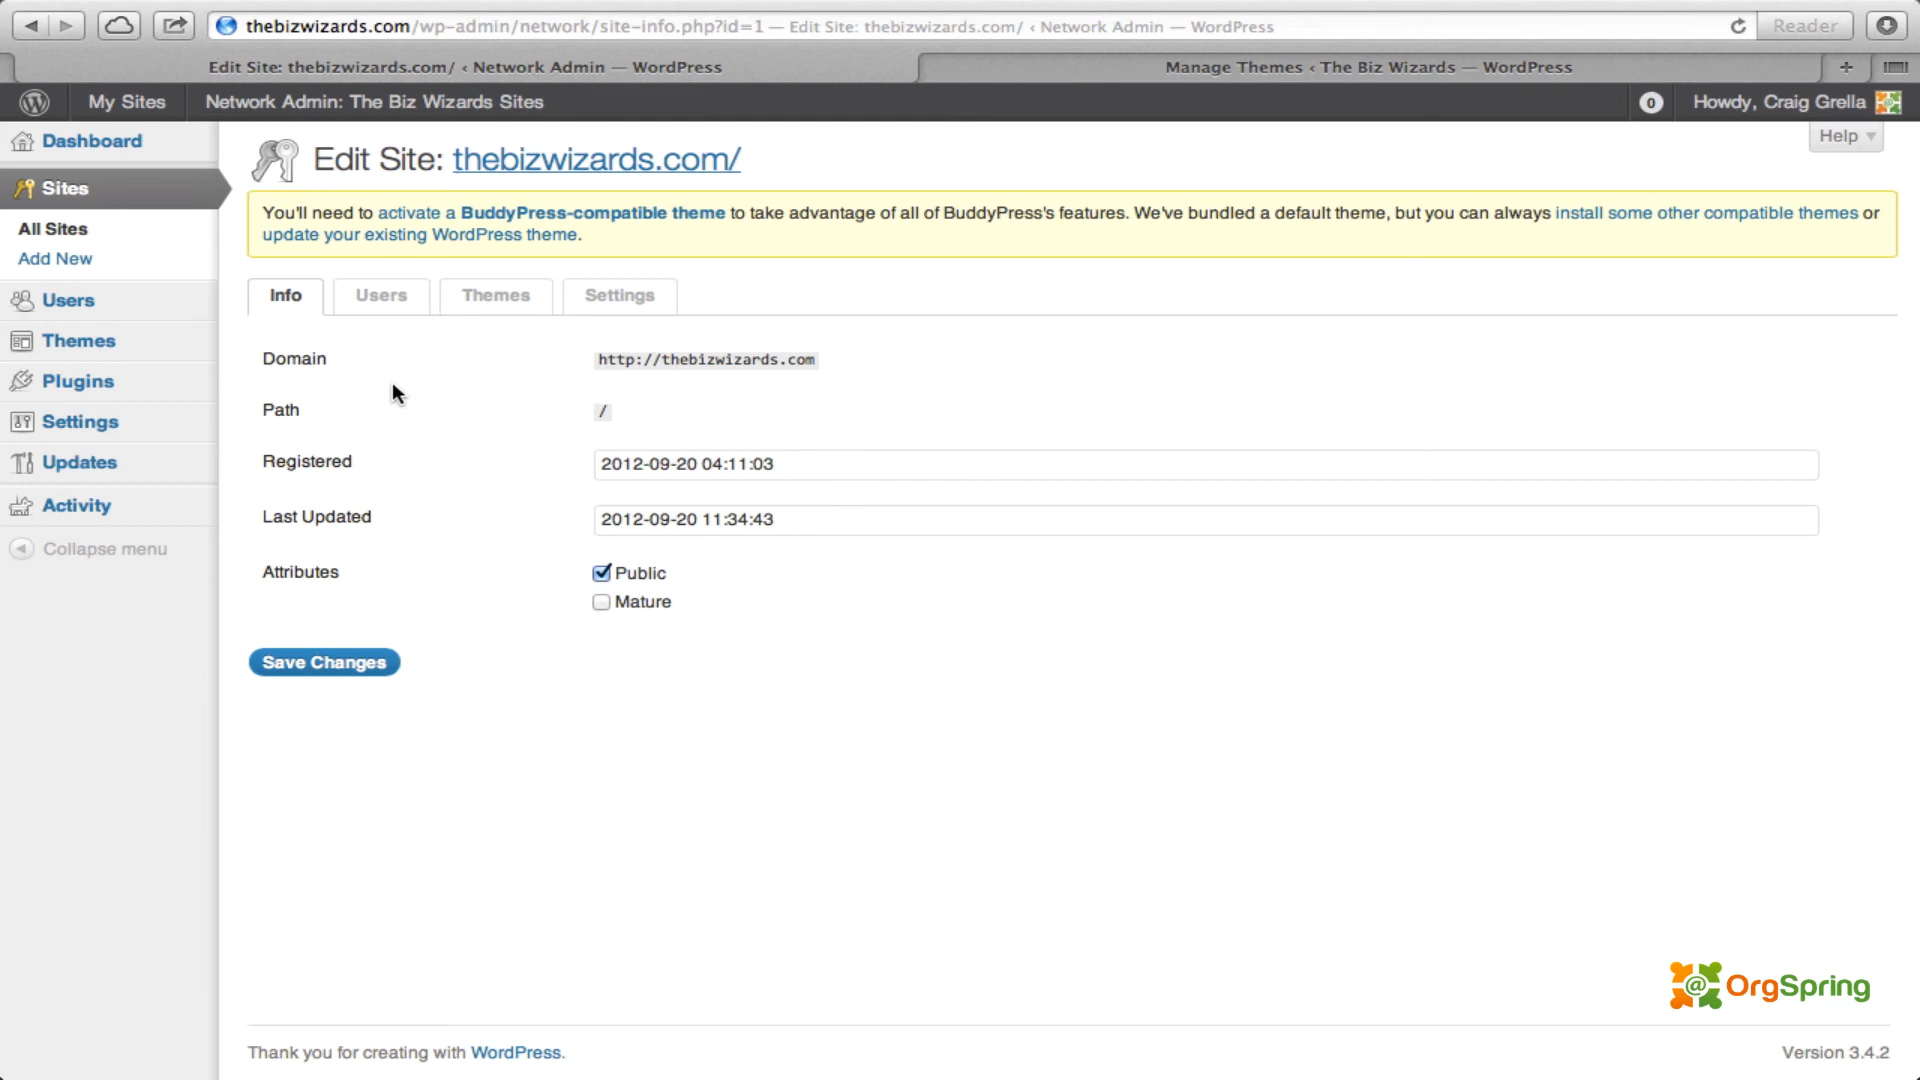 thebizwizards.com/wp-admin/network/site-info.php?id=1 — Edit Site: thebizwizards.com/ ‹ Network Admin — WordPress
Reader
Edit Site: thebizwizards.com/ ‹ Network Admin — WordPress
Manage Themes ‹ The Biz Wizards — WordPress
My Sites
Network Admin: The Biz Wizards Sites
0
Howdy, Craig Grella
Help
Dashboard
Sites
All Sites
Add New
Users
Themes
Plugins
Settings
Updates
Activity
Collapse menu
Edit Site: thebizwizards.com/
You'll need to activate a BuddyPress-compatible theme to take advantage of all of BuddyPress's features. We've bundled a default theme, but you can always install some other compatible themes or
update your existing WordPress theme.
Info
Users
Themes
Settings
Domain
http://thebizwizards.com
Path
/
Registered
2012-09-20 04:11:03
Last Updated
2012-09-20 11:34:43
Attributes
Public
Mature
Save Changes
@ OrgSpring
Thank you for creating with WordPress.
Version 3.4.2